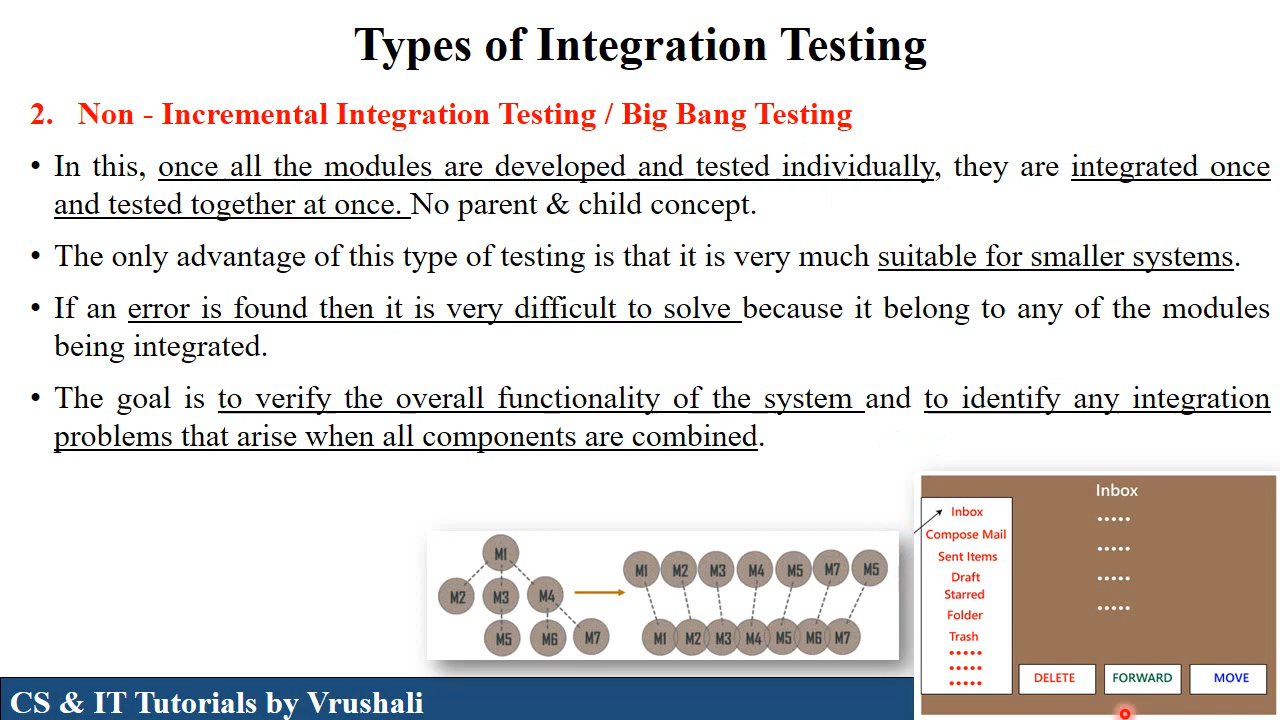 Types of Integration Testing
2. Non - Incremental Integration Testing / Big Bang Testing
• In this, once all the modules are developed and tested individually, they are integrated once
and tested together at once. No parent & child concept.
• The only advantage of this type of testing is that it is very much suitable for smaller systems.
• If an error is found then it is very difficult to solve because it belong to any of the modules
being integrated.
• The goal is to verify the overall functionality of the system and to identify any integration
problems that arise when all components are combined.
M1
M2 M3 M4
M5 M6 M7
M1 M2 M3 M4 M5 M7 M5
M1 M2 M3 M4 M5 M6 M7
Inbox
Inbox
Compose Mail
Sent Items
Draft
Starred
Folder
Trash
DELETE FORWARD MOVE
CS & IT Tutorials by Vrushali